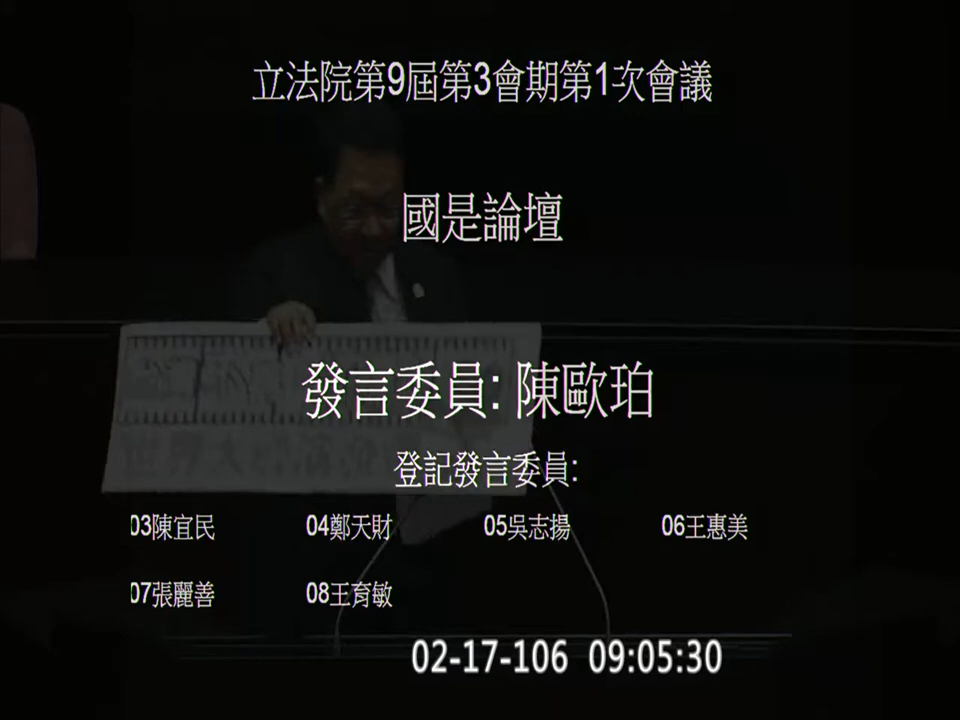 立法院第9屆第3會期第1次會議
國是論壇
發言委員: 陳歐珀
登記發言委員:
03陳宜民 04鄭天財 05吳志揚 06王惠美
07張麗善 08王育敏
02-17-106 09:05:30